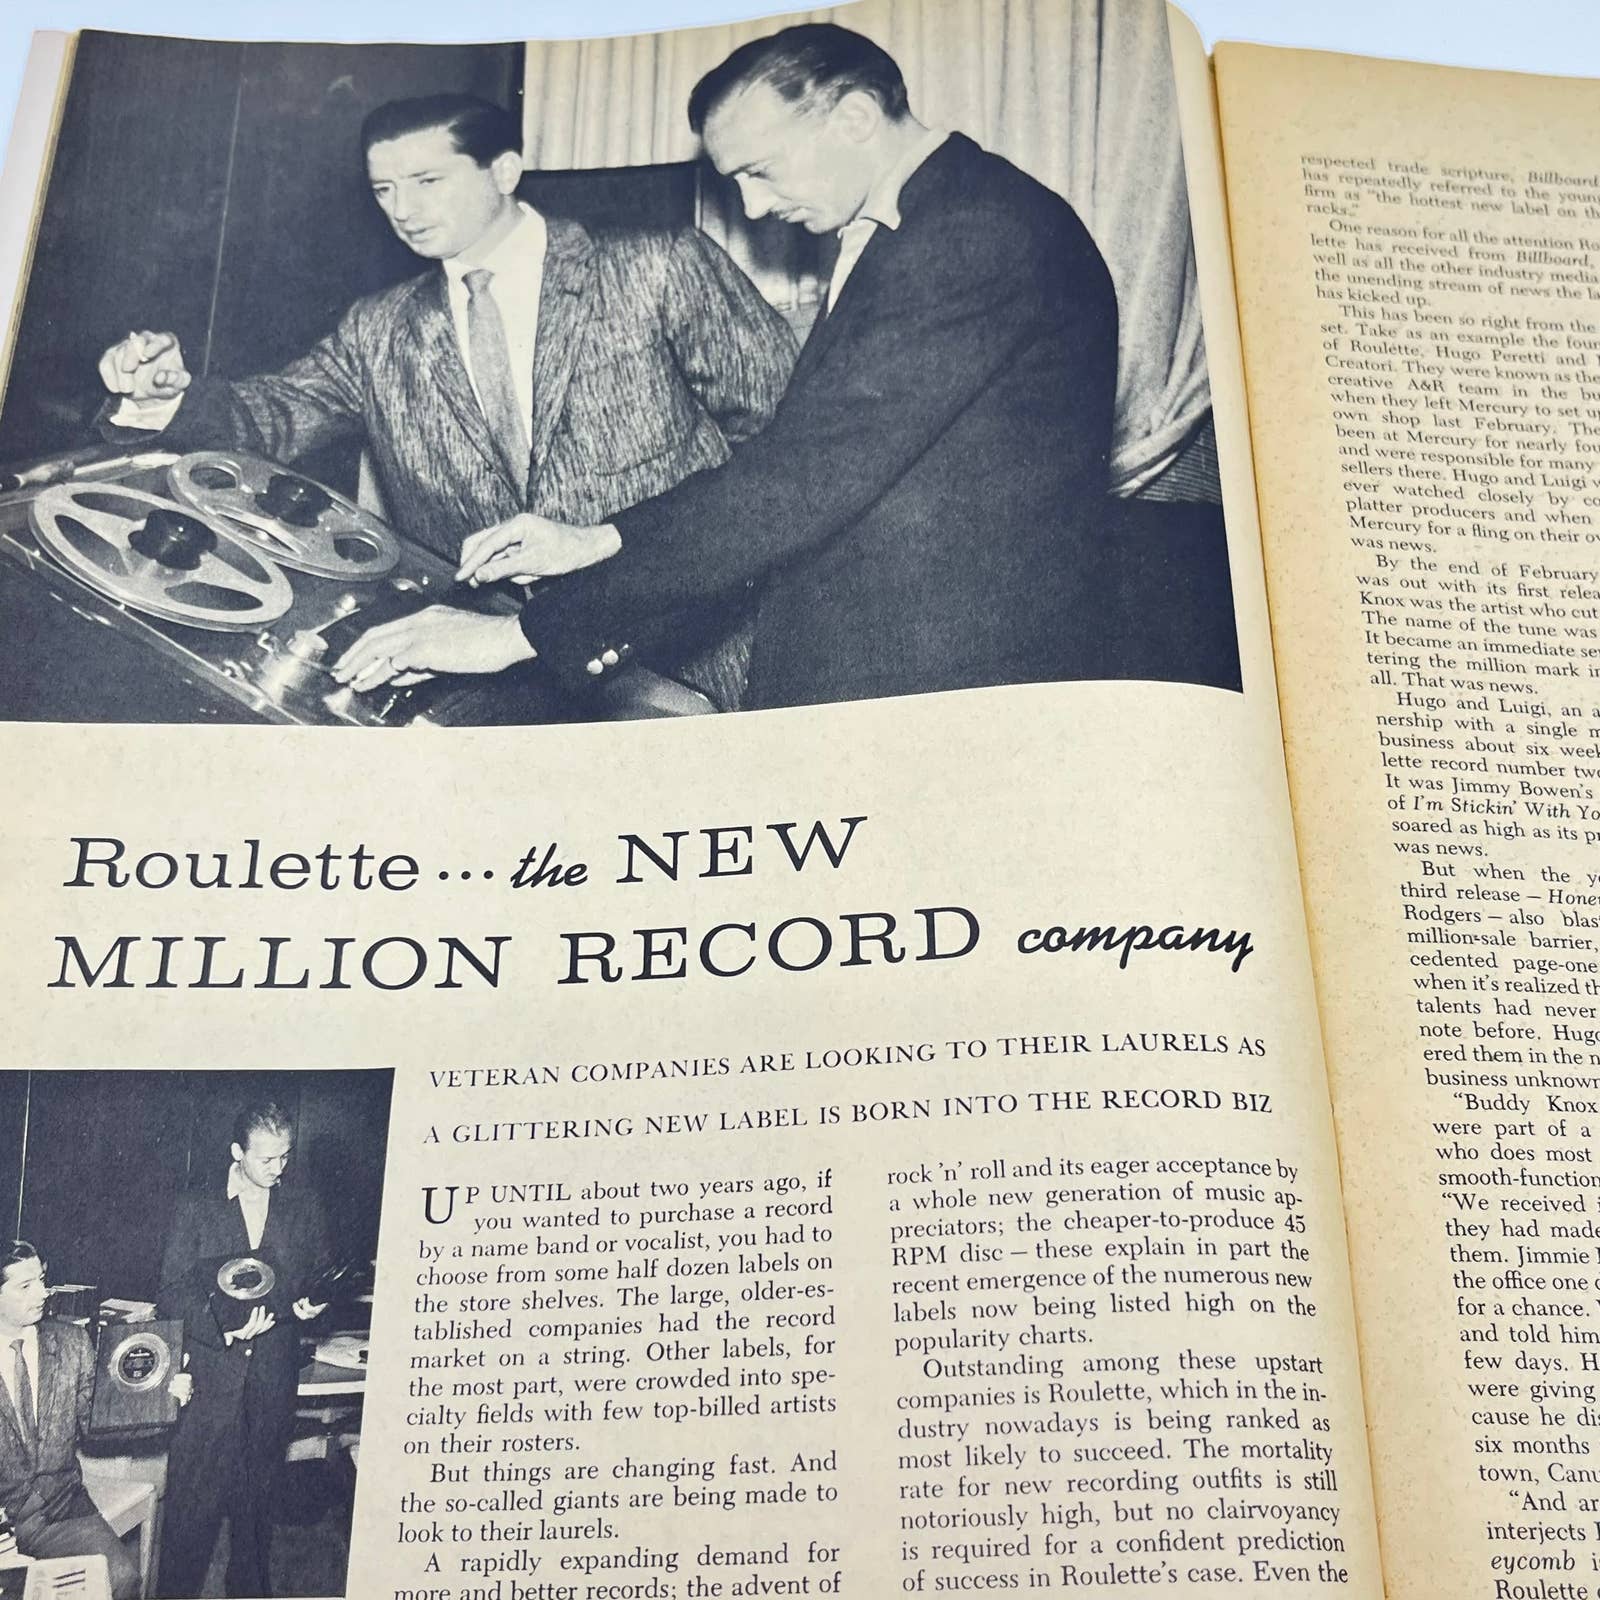 Roulette... the NEW
MILLION RECORD company
VETERAN COMPANIES ARE LOOKING TO THEIR LAURELS AS
A GLITTERING NEW LABEL IS BORN INTO THE RECORD BIZ
UP UNTIL about two years ago, if
you wanted to purchase a record
by a name band or vocalist, you had to
choose from some half dozen labels on
the store shelves. The large, older-es-
tablished companies had the record
market on a string. Other labels, for
the most part, were crowded into spe-
cialty fields with few top-billed artists
on their rosters.
But things are changing fast. And
the so-called giants are being made to
look to their laurels.
A rapidly expanding demand for
more and better records; the advent of
rock 'n' roll and its eager acceptance by
a whole new generation of music ap-
preciators; the cheaper-to-produce 45
RPM disc — these explain in part the
recent emergence of the numerous new
labels now being listed high on the
popularity charts.
Outstanding among these upstart
companies is Roulette, which in the in-
dustry nowadays is being ranked as
most likely to succeed. The mortality
rate for new recording outfits is still
notoriously high, but no clairvoyancy
is required for a confident prediction
of success in Roulette's case. Even the
respected trade scripture, Billboard
has repeatedly referred to the young
firm as "the hottest new label on th
racks."
One reason for all the attention Ro
lette has received from Billboard,
well as all the other industry media
the unending stream of news the la
has kicked up.
This has been so right from the
set. Take as an example the four
of Roulette, Hugo Peretti and
Creatori. They were known as the
creative A&R team in the bu
when they left Mercury to set up
own shop last February. The
been at Mercury for nearly fou
and were responsible for many
sellers there. Hugo and Luigi w
ever watched closely by co
platter producers and when
Mercury for a fling on their ow
was news.
By the end of February
was out with its first relea
Knox was the artist who cut
The name of the tune was
It became an immediate sev
tering the million mark in
all. That was news.
Hugo and Luigi, an a
nership with a single m
business about six week
lette record number two
It was Jimmy Bowen's
of I'm Stickin' With Yo
soared as high as its pr
was news.
But when the yo
third release — Hone
Rodgers — also blas
million-sale barrier,
cedented page-one
when it's realized th
talents had never
note before. Hugo
ered them in the n
business unknown
"Buddy Knox
were part of a
who does most
smooth-function
"We received i
they had made
them. Jimmie
the office one
for a chance.
and told him
few days. H
were giving
cause he dis
six months
town, Canu
"And ar
interjects
eycomb is
Roulette